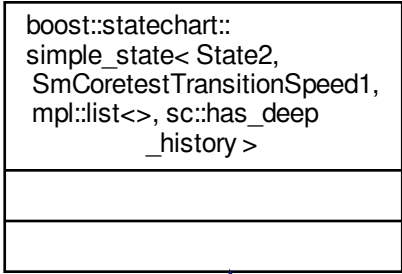 boost::statechart::
simple_state< State2,
SmCoretestTransitionSpeed1,
mpl::list<>, sc::has_deep
_history >